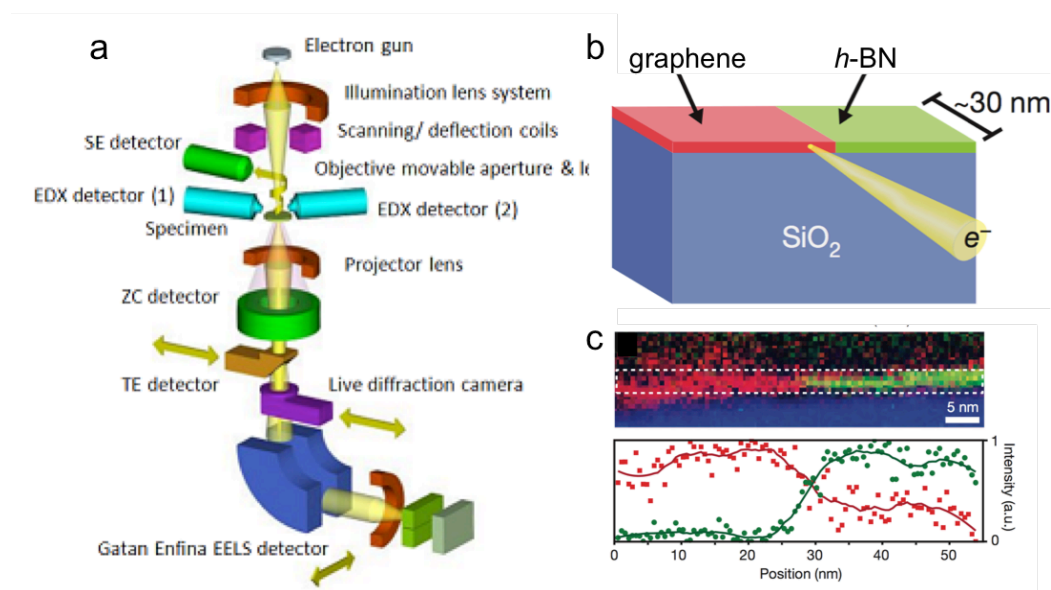 a
Electron gun
Illumination lens system
Scanning/ deflection coils
SE detector
Objective movable aperture & le
EDX detector (1)
EDX detector (2)
Specimen
Projector lens
ZC detector
TE detector
Live diffraction camera
Gatan Enfina EELS detector
b
graphene
h-BN
~30 nm
SiO2
e−
c
5 nm
1
Intensity (a.u.)
0
0 10 20 30 40 50
Position (nm)